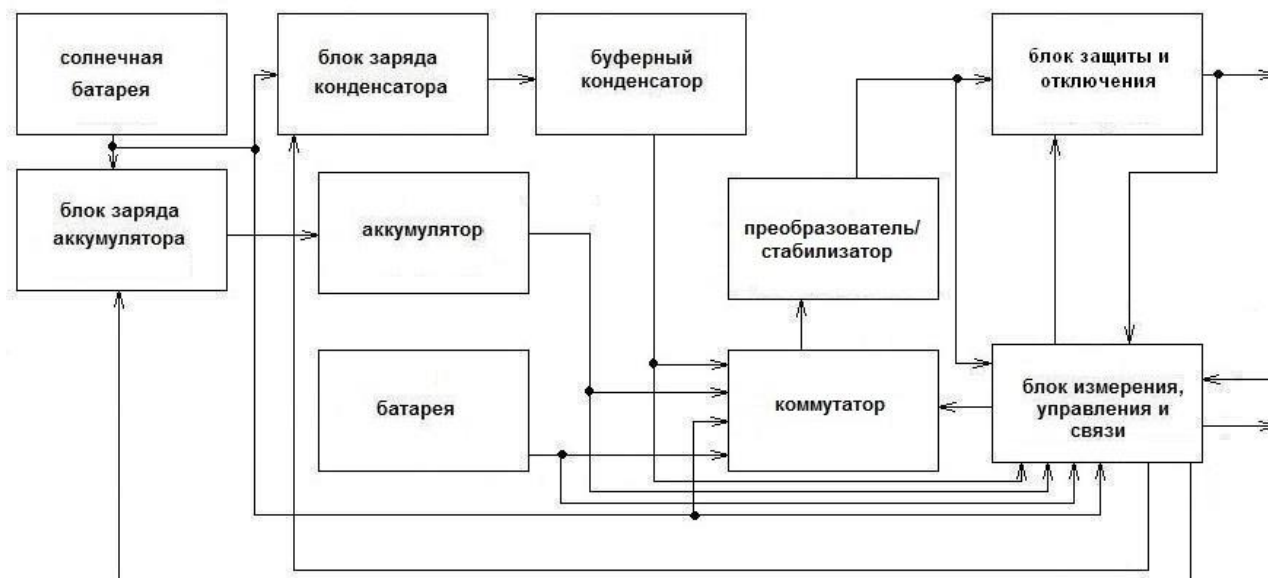 солнечная
батарея
блок заряда
конденсатора
буферный
конденсатор
блок защиты и
отключения
блок заряда
аккумулятора
аккумулятор
преобразователь/
стабилизатор
батарея
коммутатор
блок измерения,
управления и
связи